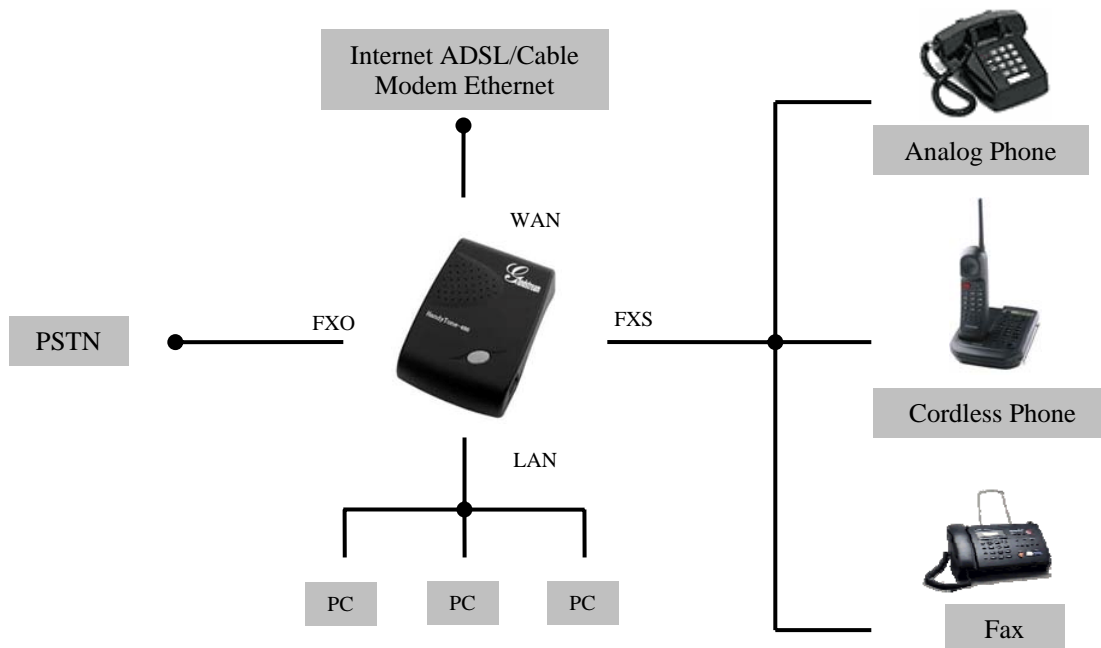 Internet ADSL/Cable
Modem Ethernet
Analog Phone
WAN
FXO
FXS
PSTN
Cordless Phone
LAN
PC
PC
PC
Fax